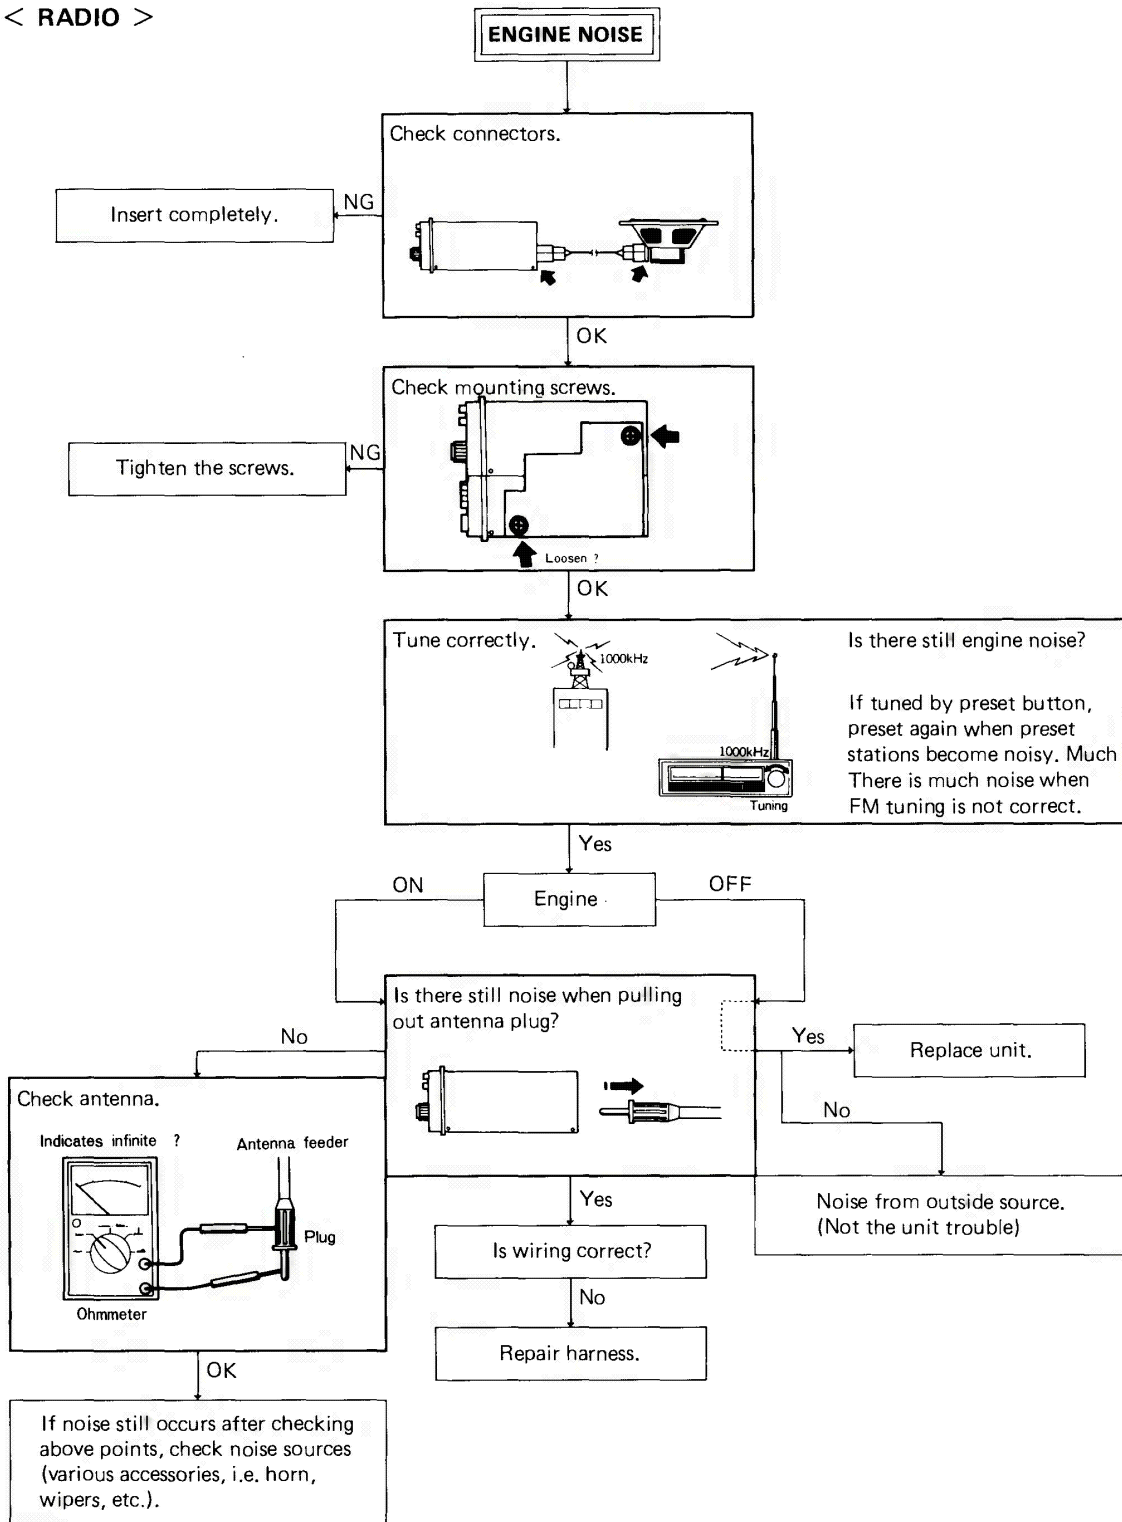 < RADIO >
ENGINE NOISE
Check connectors.
NG
Insert completely.
OK
Check mounting screws.
NG
Tighten the screws.
Loosen ?
OK
Tune correctly.
1000kHz
1000kHz
Tuning
Is there still engine noise?
If tuned by preset button,
preset again when preset
stations become noisy. Much
There is much noise when
FM tuning is not correct.
Yes
ON
Engine
OFF
Is there still noise when pulling
out antenna plug?
No
Yes
Replace unit.
No
Noise from outside source.
(Not the unit trouble)
Check antenna.
Indicates infinite ?
Antenna feeder
Plug
Ohmmeter
Yes
Is wiring correct?
No
Repair harness.
OK
If noise still occurs after checking
above points, check noise sources
(various accessories, i.e. horn,
wipers, etc.).